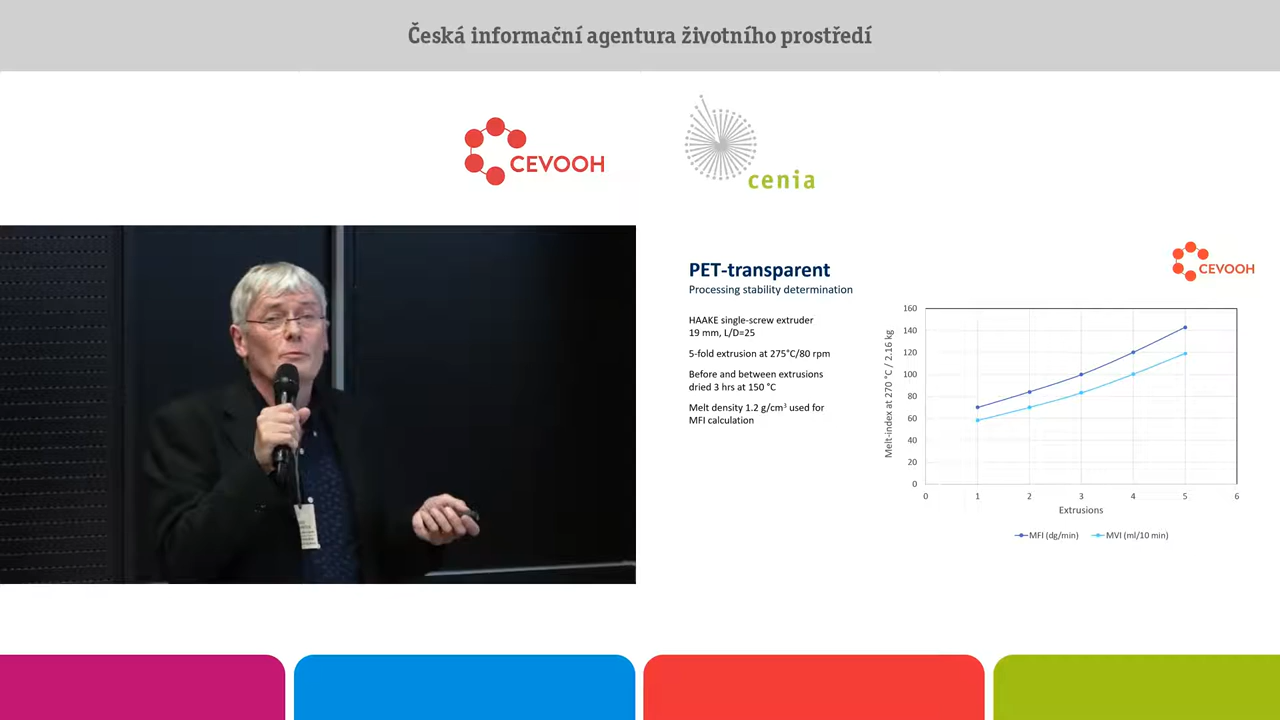 Česká informační agentura životního prostředí
CEVOOH
cenia
PET-transparent
Processing stability determination
CEVOOH
HAAKE single-screw extruder
19 mm, L/D=25
5-fold extrusion at 275°C/80 rpm
Before and between extrusions
dried 3 hrs at 150 °C
Melt density 1.2 g/cm³ used for
MFI calculation
Melt-index at 270 °C / 2.16 kg
160
140
120
100
80
60
40
20
0
0 1 2 3 4 5 6
Extrusions
MFI (dg/min) MVI (ml/10 min)